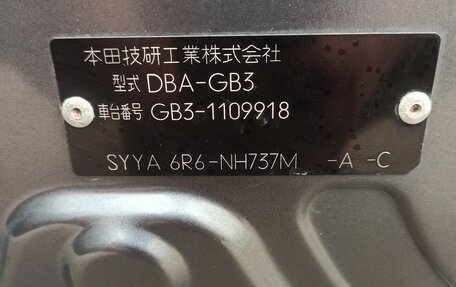 本田技研工業株式会社
型式 DBA-GB3
車台番号 GB3-1109918
SYYA 6R6-NH737M -A -C